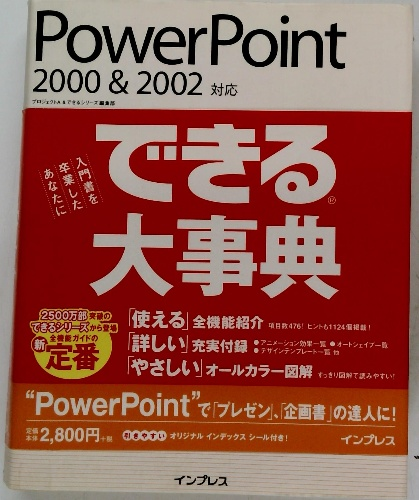 PowerPoint
2000 & 2002 対応
プロジェクトA & できるシリーズ編集部
入門書を
卒業した
あなたに
できる®
大事典
2500万部突破の
できるシリーズから登場
全機能ガイドの
新定番
「使える」全機能紹介 項目数476! ヒントも1124個掲載!
「詳しい」充実付録 ●アニメーション効果一覧 ●オートシェイプ一覧
●デザインテンプレート一覧 他
「やさしい」オールカラー図解 すっきり図解で読みやすい!
“PowerPoint”で「プレゼン」、「企画書」の達人に!
定価
本体2,800円+税
引きやすい オリジナル インデックス シール付き!
インプレス
インプレス